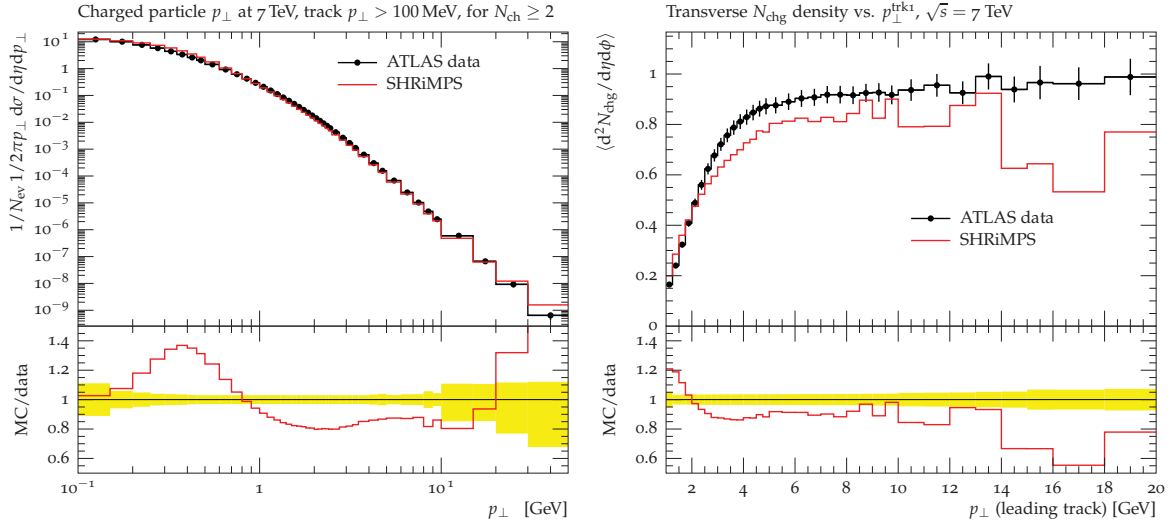 Charged particle p⊥ at 7 TeV, track p⊥ > 100 MeV, for Nch ≥ 2
ATLAS data
SHRiMPS
10^1
1
10^−1
10^−2
10^−3
10^−4
10^−5
10^−6
10^−7
10^−8
10^−9
1/Nev 1/2πp⊥ dσ/dηdp⊥
1.4
1.2
1
0.8
0.6
MC/data
10^−1
1
10^1
p⊥ [GeV]
Transverse Nchg density vs. p⊥^trk1, √s = 7 TeV
ATLAS data
SHRiMPS
1
0.8
0.6
0.4
0.2
0
⟨d^2Nchg/dηdϕ⟩
1.4
1.2
1
0.8
0.6
MC/data
2 4 6 8 10 12 14 16 18 20
p⊥ (leading track) [GeV]